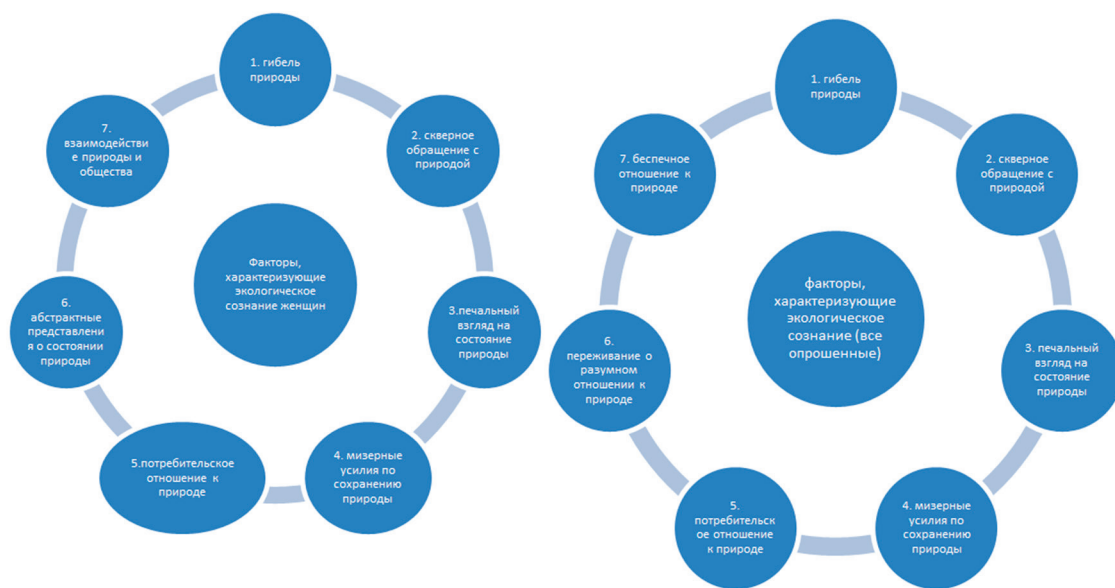 1. гибель
природы
2. скверное
обращение с
природой
3.печальный
взгляд на
состояние
природы
4. мизерные
усилия по
сохранению
природы
5.потребительское
отношение к
природе
6.
абстрактные
представлени
я о состоянии
природы
7.
взаимодействи
е природы и
общества
Факторы,
характеризующие
экологическое
сознание женщин
1. гибель
природы
2. скверное
обращение с
природой
3. печальный
взгляд на
состояние
природы
4. мизерные
усилия по
сохранению
природы
5.
потребительск
ое отношение
к природе
6.
переживание о
разумном
отношении к
природе
7. беспечное
отношение к
природе
факторы,
характеризующие
экологическое
сознание (все
опрошенные)